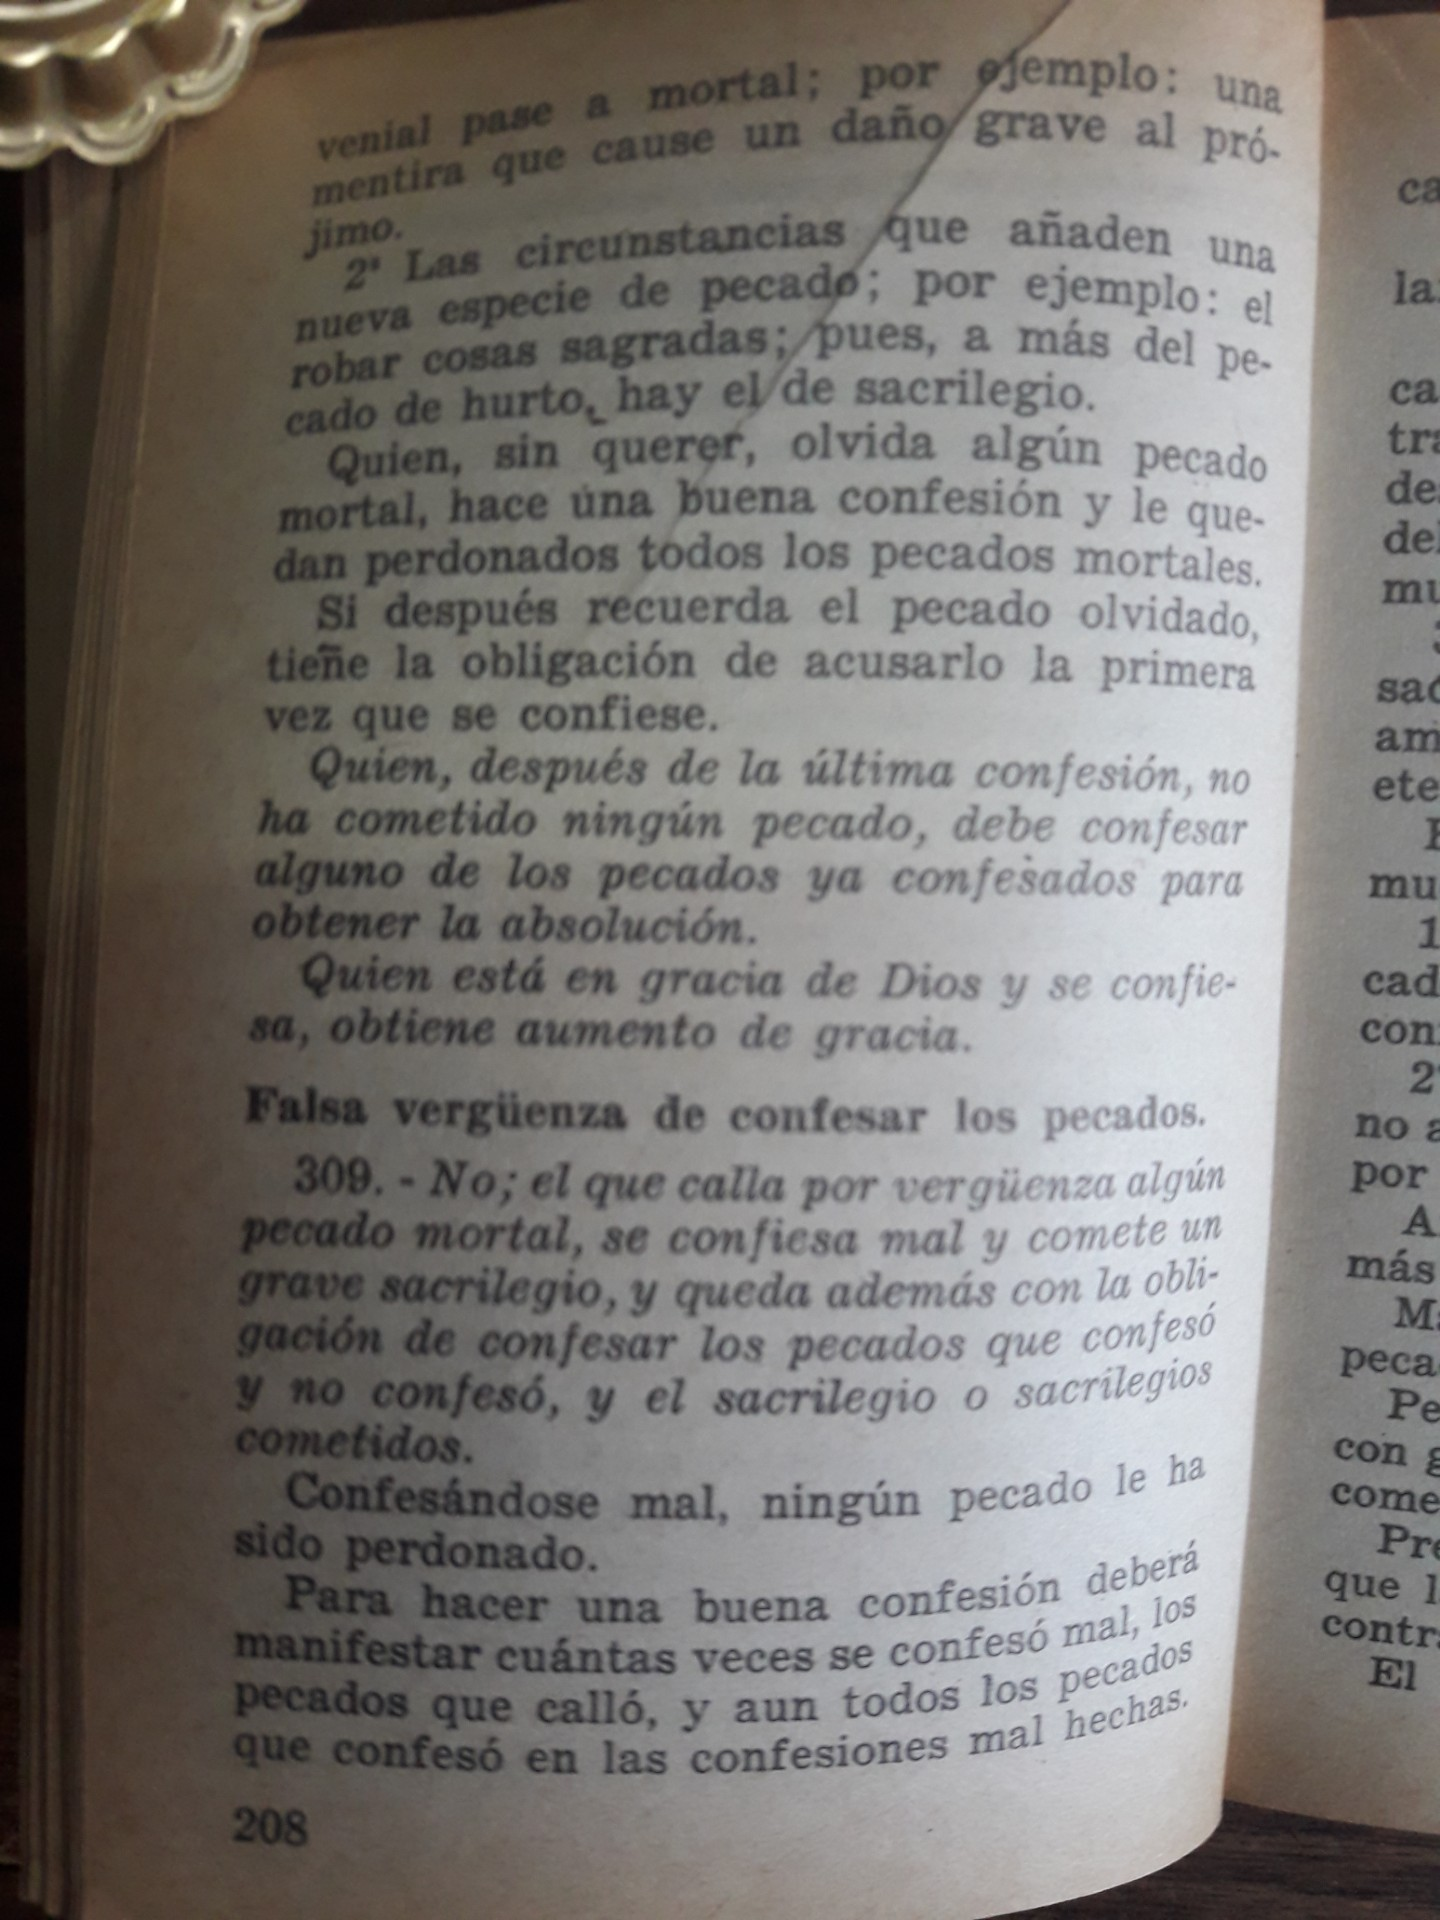 venial pase a mortal; por ejemplo: una
mentira que cause un daño grave al pró-
jimo.
2ª Las circunstancias que añaden una
nueva especie de pecado; por ejemplo: el
robar cosas sagradas; pues, a más del pe-
cado de hurto, hay el de sacrilegio.
Quien, sin querer, olvida algún pecado
mortal, hace una buena confesión y le que-
dan perdonados todos los pecados mortales.
Si después recuerda el pecado olvidado,
tiene la obligación de acusarlo la primera
vez que se confiese.
Quien, después de la última confesión, no
ha cometido ningún pecado, debe confesar
alguno de los pecados ya confesados para
obtener la absolución.
Quien está en gracia de Dios y se confie-
sa, obtiene aumento de gracia.
Falsa vergüenza de confesar los pecados.
309. - No; el que calla por vergüenza algún
pecado mortal, se confiesa mal y comete un
grave sacrilegio, y queda además con la obli-
gación de confesar los pecados que confesó
y no confesó, y el sacrilegio o sacrilegios
cometidos.
Confesándose mal, ningún pecado le ha
sido perdonado.
Para hacer una buena confesión deberá
manifestar cuántas veces se confesó mal, los
pecados que calló, y aun todos los pecados
que confesó en las confesiones mal hechas.
208